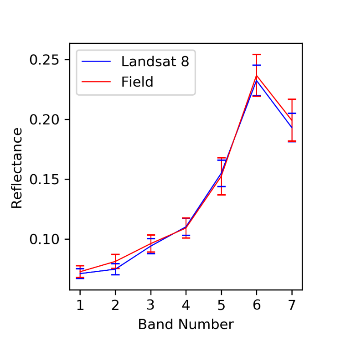 Landsat 8
Field
0.25
0.20
0.15
0.10
Reflectance
1 2 3 4 5 6 7
Band Number